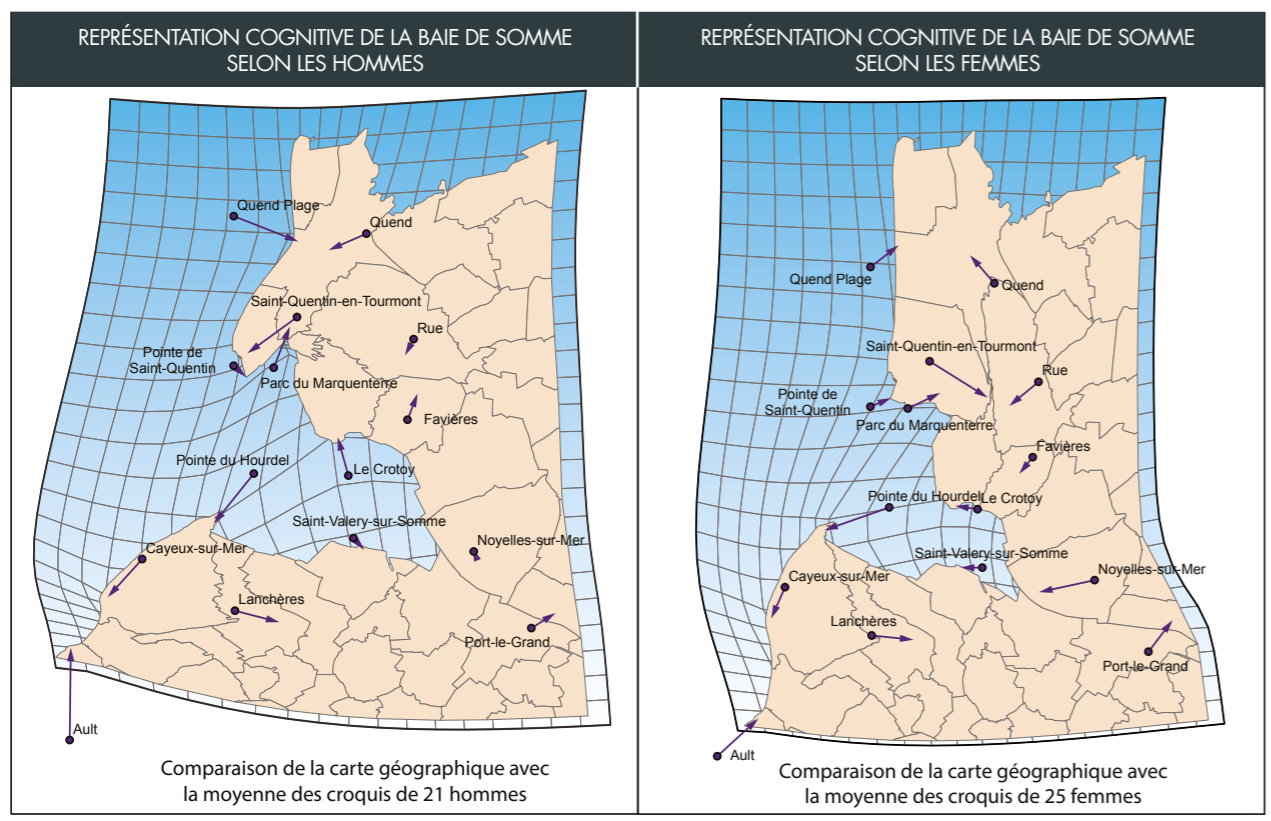 REPRÉSENTATION COGNITIVE DE LA BAIE DE SOMME
SELON LES HOMMES
Quend Plage
Quend
Saint-Quentin-en-Tourmont
Rue
Pointe de
Saint-Quentin
Parc du Marquenterre
Favières
Pointe du Hourdel
Le Crotoy
Saint-Valery-sur-Somme
Noyelles-sur-Mer
Cayeux-sur-Mer
Lanchères
Port-le-Grand
Ault
Comparaison de la carte géographique avec
la moyenne des croquis de 21 hommes
REPRÉSENTATION COGNITIVE DE LA BAIE DE SOMME
SELON LES FEMMES
Quend Plage
Quend
Saint-Quentin-en-Tourmont
Rue
Pointe de
Saint-Quentin
Parc du Marquenterre
Favières
Pointe du Hourdel
Le Crotoy
Saint-Valery-sur-Somme
Noyelles-sur-Mer
Cayeux-sur-Mer
Lanchères
Port-le-Grand
Ault
Comparaison de la carte géographique avec
la moyenne des croquis de 25 femmes